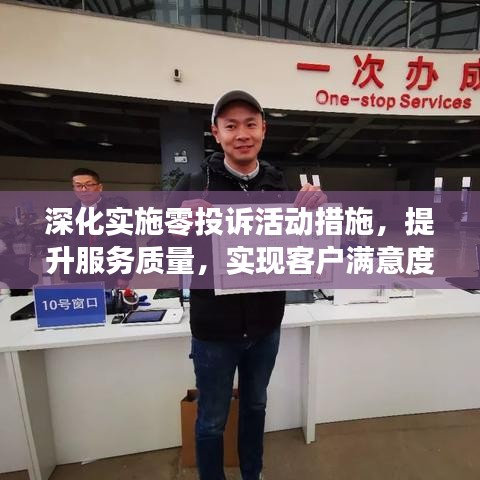 一次办成
One-stop Services
深化实施零投诉活动措施，提
升服务质量，实现客户满意度
10号窗口